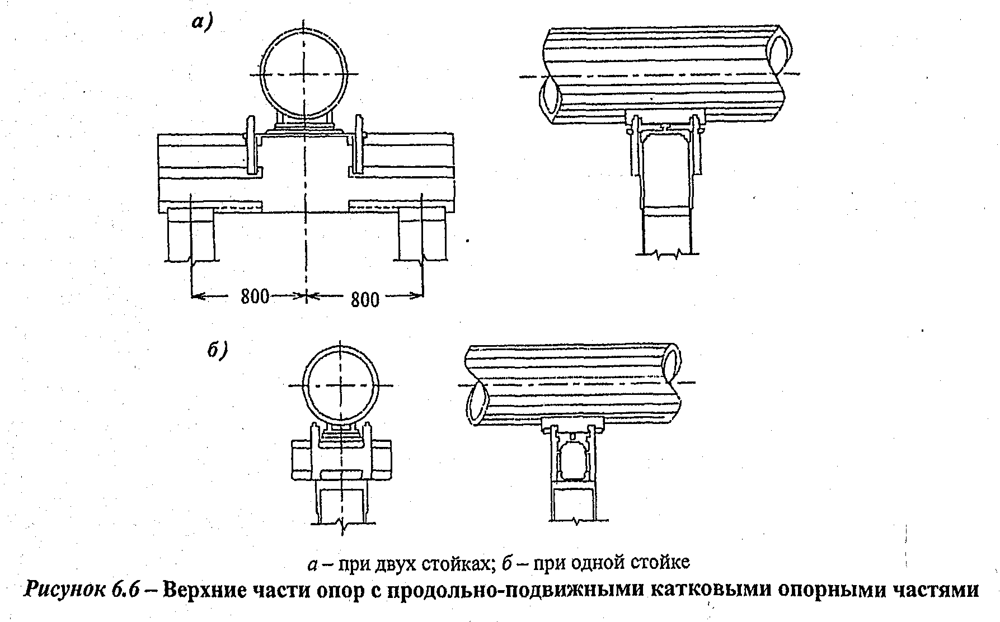 а)
800
800
б)
а – при двух стойках; б – при одной стойке
Рисунок 6.6 – Верхние части опор с продольно-подвижными катковыми опорными частями